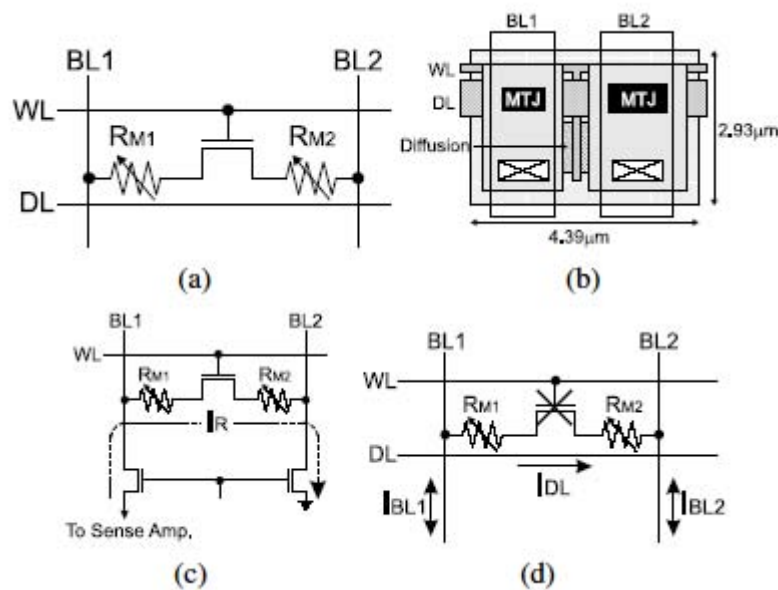 BL1 BL2
WL
RM1 RM2
DL
(a)
BL1 BL2
WL
DL
MTJ MTJ
Diffusion
2.93μm
4.39μm
(b)
BL1 BL2
WL
RM1 RM2
IR
To Sense Amp.
(c)
BL1 BL2
WL
RM1 RM2
DL
IDL
IBL1 IBL2
(d)